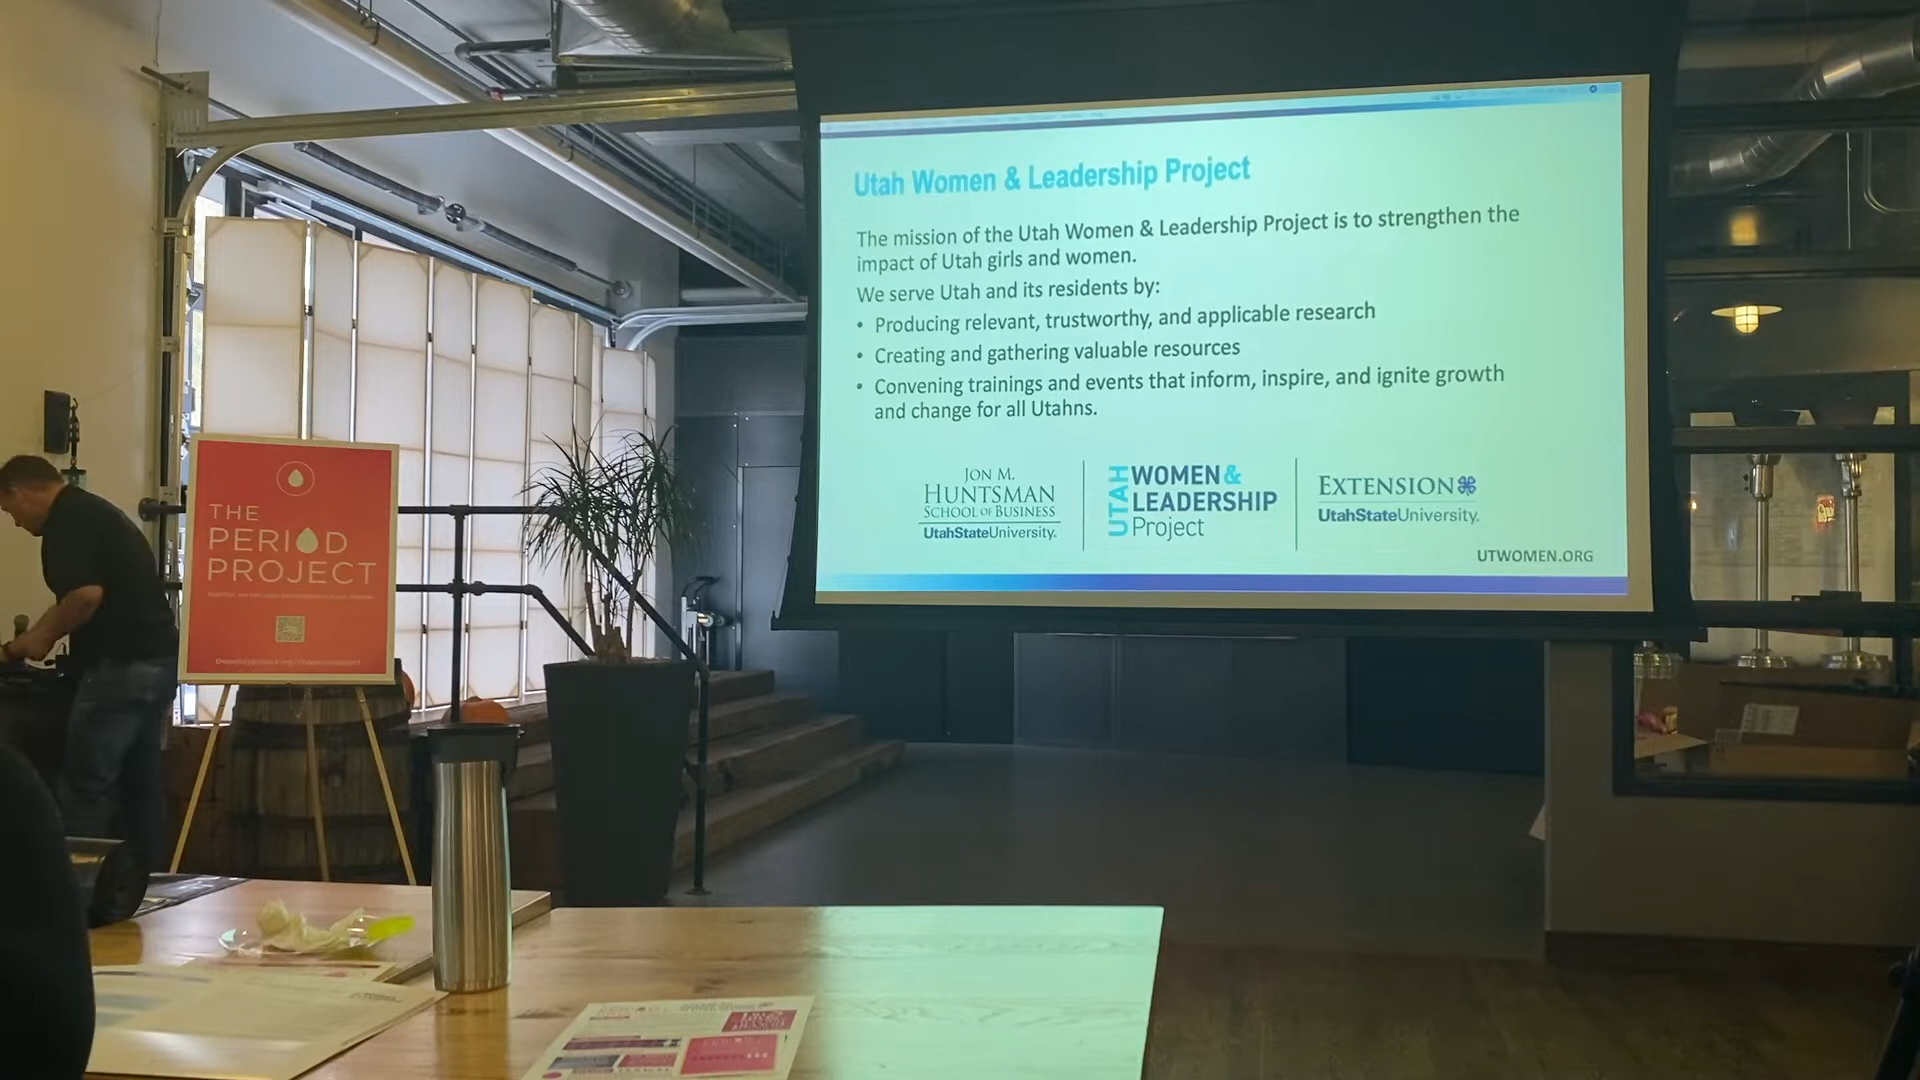 Utah Women & Leadership Project
The mission of the Utah Women & Leadership Project is to strengthen the
impact of Utah girls and women.
We serve Utah and its residents by:
• Producing relevant, trustworthy, and applicable research
• Creating and gathering valuable resources
• Convening trainings and events that inform, inspire, and ignite growth
and change for all Utahns.
JON M.
HUNTSMAN
SCHOOL OF BUSINESS
UtahStateUniversity.
UTAH
WOMEN &
LEADERSHIP
Project
EXTENSION
UtahStateUniversity.
UTWOMEN.ORG
THE
PERIOD
PROJECT